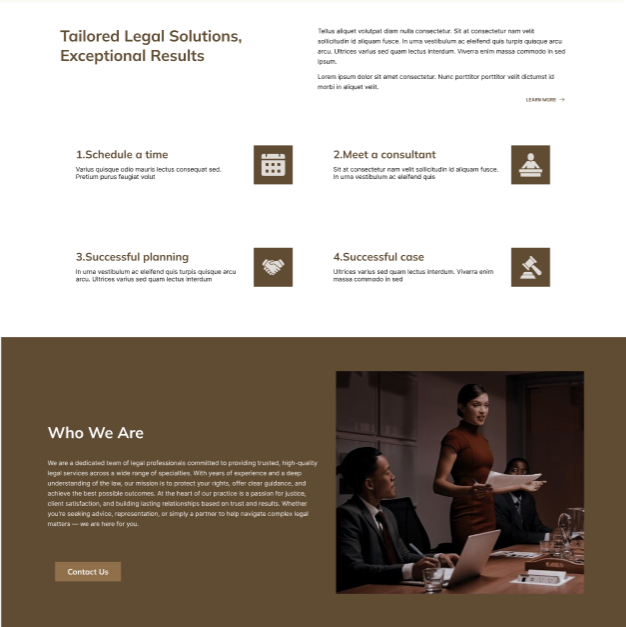 Tailored Legal Solutions,
Exceptional Results
Tellus aliquet volutpat diam nulla consectetur. Sit at consectetur nam velit
sollicitudin id aliquam fusce. In urna vestibulum ac eleifend quis turpis quisque arcu
arcu. Ultrices varius sed quam lectus interdum. Viverra enim massa commodo in sed
ipsum.
Lorem ipsum dolor sit amet consectetur. Nunc porttitor porttitor velit dictumst id
morbi in aliquet velit.
LEARN MORE →
1.Schedule a time
Varius quisque odio mauris lectus consequat sed.
Pretium purus feugiat volut
2.Meet a consultant
Sit at consectetur nam velit sollicitudin id aliquam fusce.
In urna vestibulum ac eleifend quis
3.Successful planning
In urna vestibulum ac eleifend quis turpis quisque arcu
arcu. Ultrices varius sed quam lectus interdum
4.Successful case
Ultrices varius sed quam lectus interdum. Viverra enim
massa commodo in sed
Who We Are
We are a dedicated team of legal professionals committed to providing trusted, high-quality
legal services across a wide range of specialties. With years of experience and a deep
understanding of the law, our mission is to protect your rights, offer clear guidance, and
achieve the best possible outcomes. At the heart of our practice is a passion for justice,
client satisfaction, and building lasting relationships based on trust and results. Whether
you're seeking advice, representation, or simply a partner to help navigate complex legal
matters — we are here for you.
Contact Us